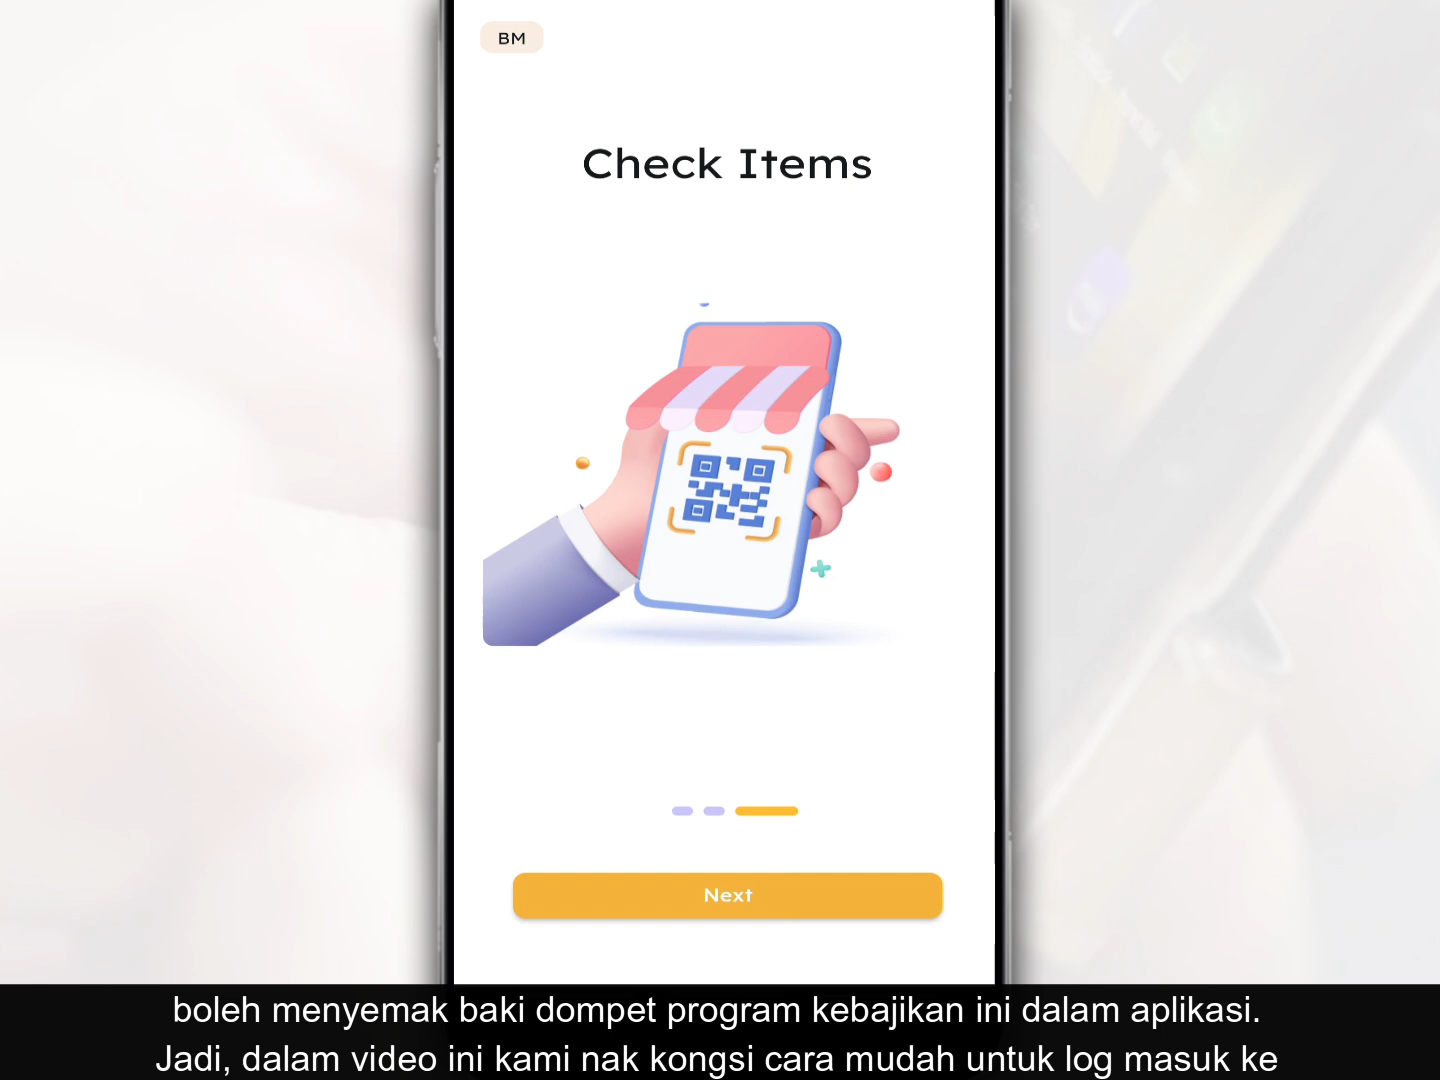 BM
Check Items
Next
boleh menyemak baki dompet program kebajikan ini dalam aplikasi.
Jadi, dalam video ini kami nak kongsi cara mudah untuk log masuk ke